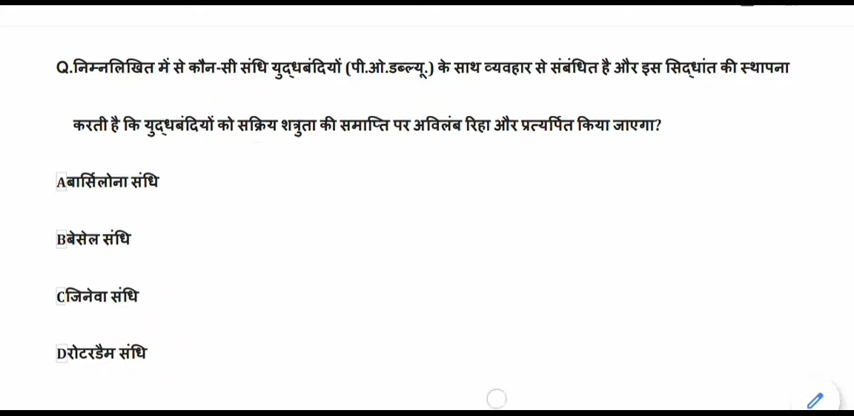 Q.निम्नलिखित में से कौन-सी संधि युद्धबंदियों (पी.ओ.डब्ल्यू.) के साथ व्यवहार से संबंधित है और इस सिद्धांत की स्थापना
करती है कि युद्धबंदियों को सक्रिय शत्रुता की समाप्ति पर अविलंब रिहा और प्रत्यर्पित किया जाएगा?
Aबार्सिलोना संधि
Bबेसेल संधि
Cजिनेवा संधि
Dरोटरडैम संधि